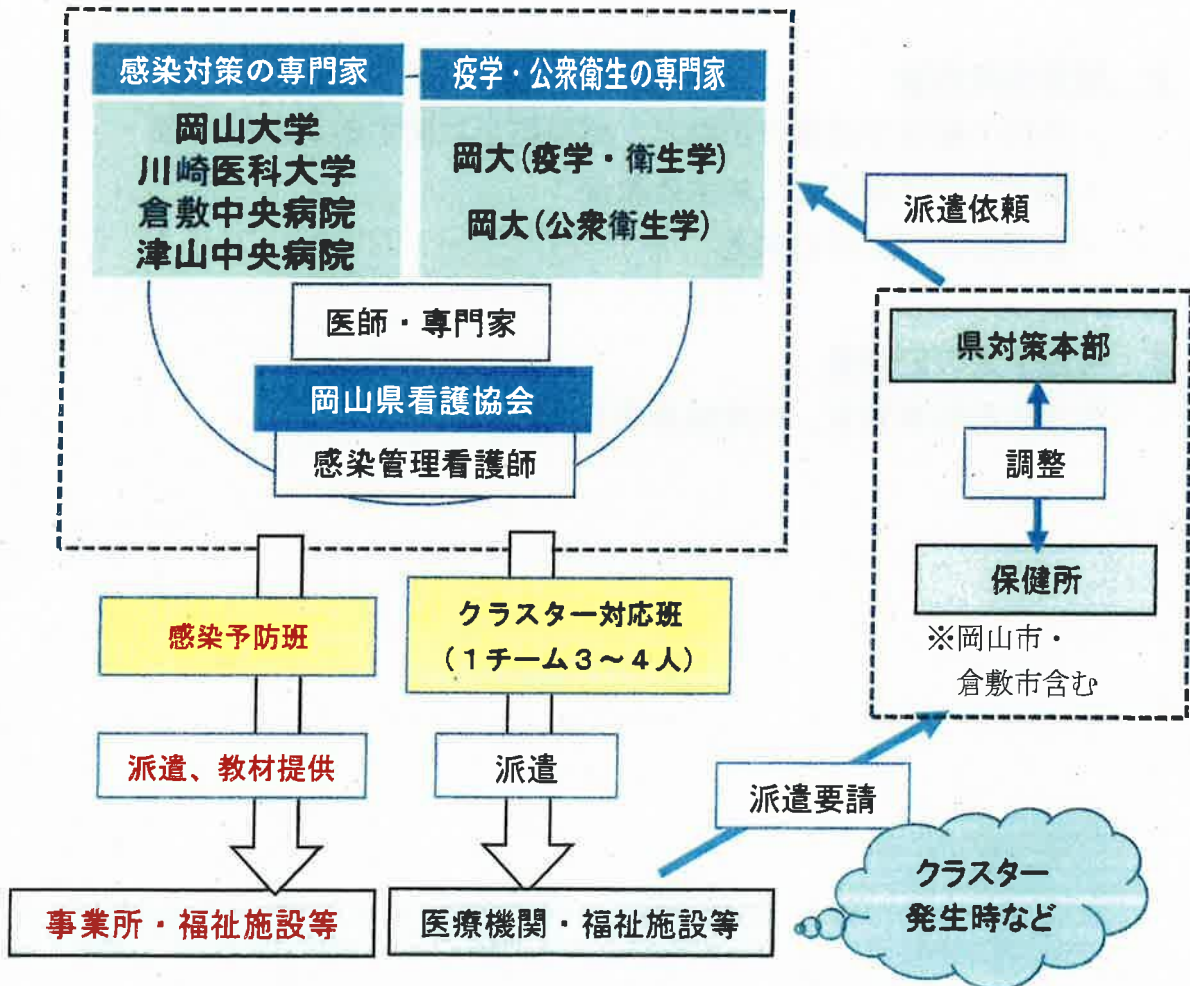 感染対策の専門家
疫学・公衆衛生の専門家
岡山大学
川崎医科大学
倉敷中央病院
津山中央病院
岡大(疫学・衛生学)
岡大(公衆衛生学)
医師・専門家
岡山県看護協会
感染管理看護師
派遣依頼
県対策本部
調整
保健所
※岡山市・
倉敷市含む
感染予防班
クラスター対応班
(1チーム3~4人)
派遣、教材提供
派遣
派遣要請
クラスター
発生時など
事業所・福祉施設等
医療機関・福祉施設等